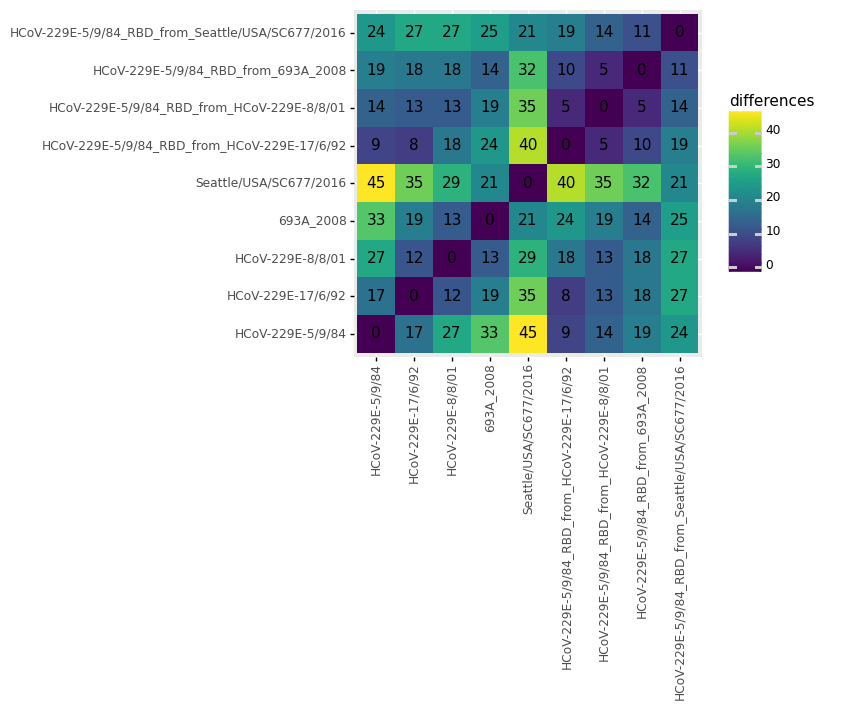 HCoV-229E-5/9/84_RBD_from_Seattle/USA/SC677/2016 24 27 27 25 21 19 14 11 0
HCoV-229E-5/9/84_RBD_from_693A_2008 19 18 18 14 32 10 5 0 11
HCoV-229E-5/9/84_RBD_from_HCoV-229E-8/8/01 14 13 13 19 35 5 0 5 14
HCoV-229E-5/9/84_RBD_from_HCoV-229E-17/6/92 9 8 18 24 40 0 5 10 19
Seattle/USA/SC677/2016 45 35 29 21 0 40 35 32 21
693A_2008 33 19 13 0 21 24 19 14 25
HCoV-229E-8/8/01 27 12 0 13 29 18 13 18 27
HCoV-229E-17/6/92 17 0 12 19 35 8 13 18 27
HCoV-229E-5/9/84 0 17 27 33 45 9 14 19 24
HCoV-229E-5/9/84
HCoV-229E-17/6/92
HCoV-229E-8/8/01
693A_2008
Seattle/USA/SC677/2016
HCoV-229E-5/9/84_RBD_from_HCoV-229E-17/6/92
HCoV-229E-5/9/84_RBD_from_HCoV-229E-8/8/01
HCoV-229E-5/9/84_RBD_from_693A_2008
HCoV-229E-5/9/84_RBD_from_Seattle/USA/SC677/2016
differences
40
30
20
10
0